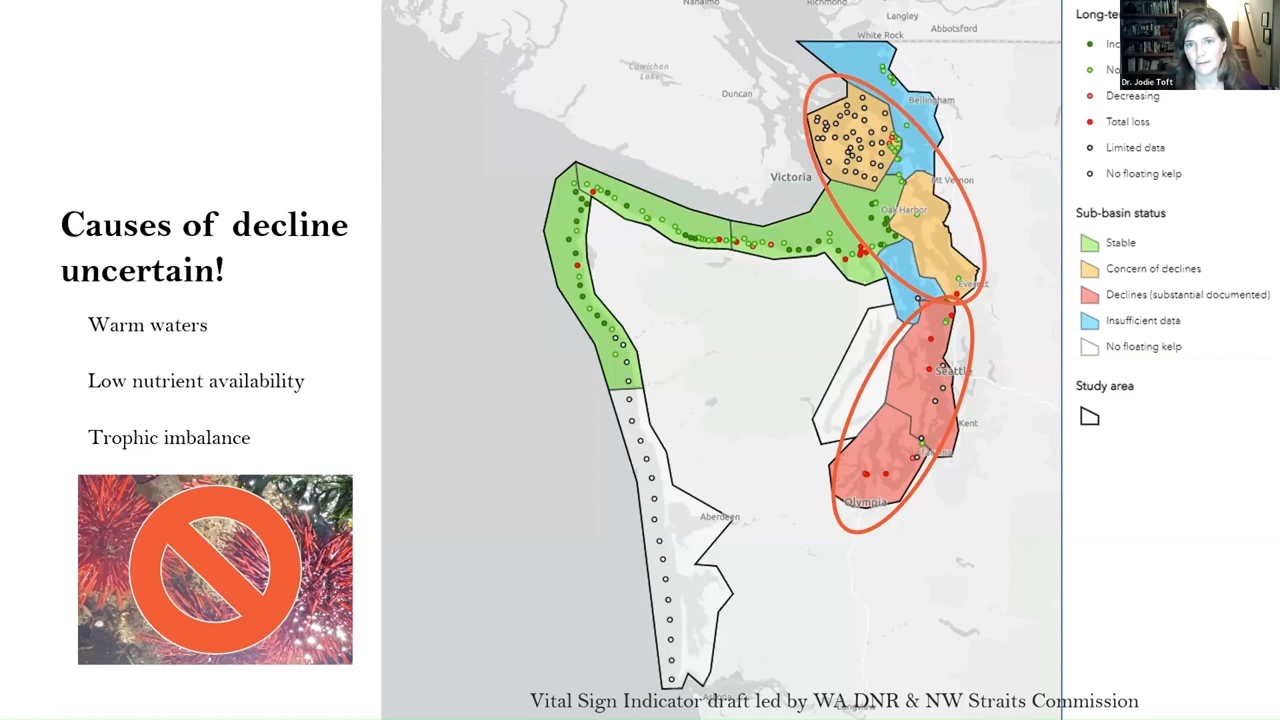 Causes of decline
uncertain!
Warm waters
Low nutrient availability
Trophic imbalance
Nanaimo
Richmond
Langley
Abbotsford
White Rock
Cowichan
Lake
Duncan
Bellingham
Victoria
Mt Vernon
Oak Harbor
Everett
Seattle
Kent
Olympia
Aberdeen
Vital Sign Indicator draft led by WA DNR & NW Straits Commission
Dr. Jodie Toft
Decreasing
Total loss
Limited data
No floating kelp
Sub-basin status
Stable
Concern of declines
Declines (substantial documented)
Insufficient data
No floating kelp
Study area